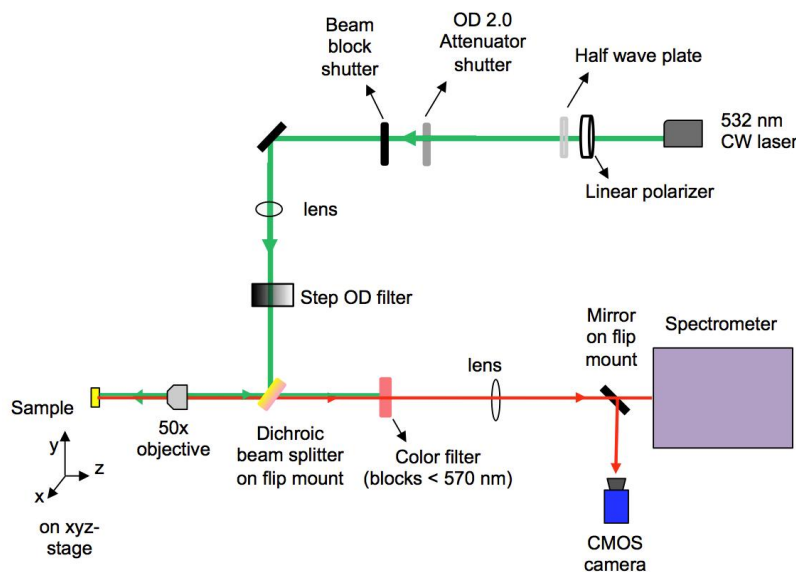 Beam
block
shutter
OD 2.0
Attenuator
shutter
Half wave plate
532 nm
CW laser
Linear polarizer
lens
Step OD filter
Mirror
on flip
mount
Spectrometer
lens
Sample
50x
objective
Dichroic
beam splitter
on flip mount
Color filter
(blocks < 570 nm)
y
z
x
on xyz-
stage
CMOS
camera